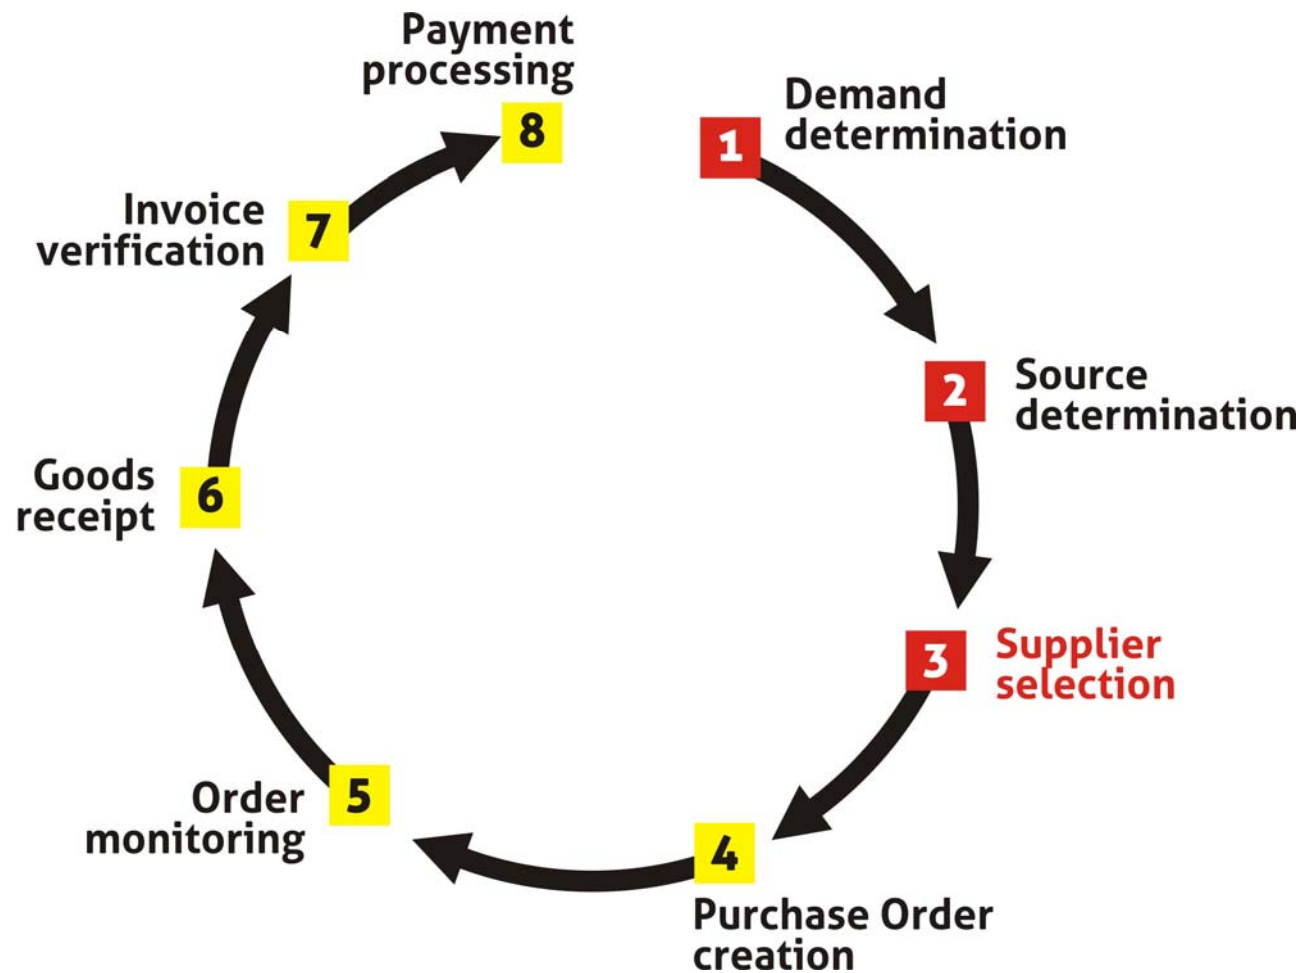 1
Demand
determination
2
Source
determination
3
Supplier
selection
4
Purchase Order
creation
5
Order
monitoring
6
Goods
receipt
7
Invoice
verification
8
Payment
processing